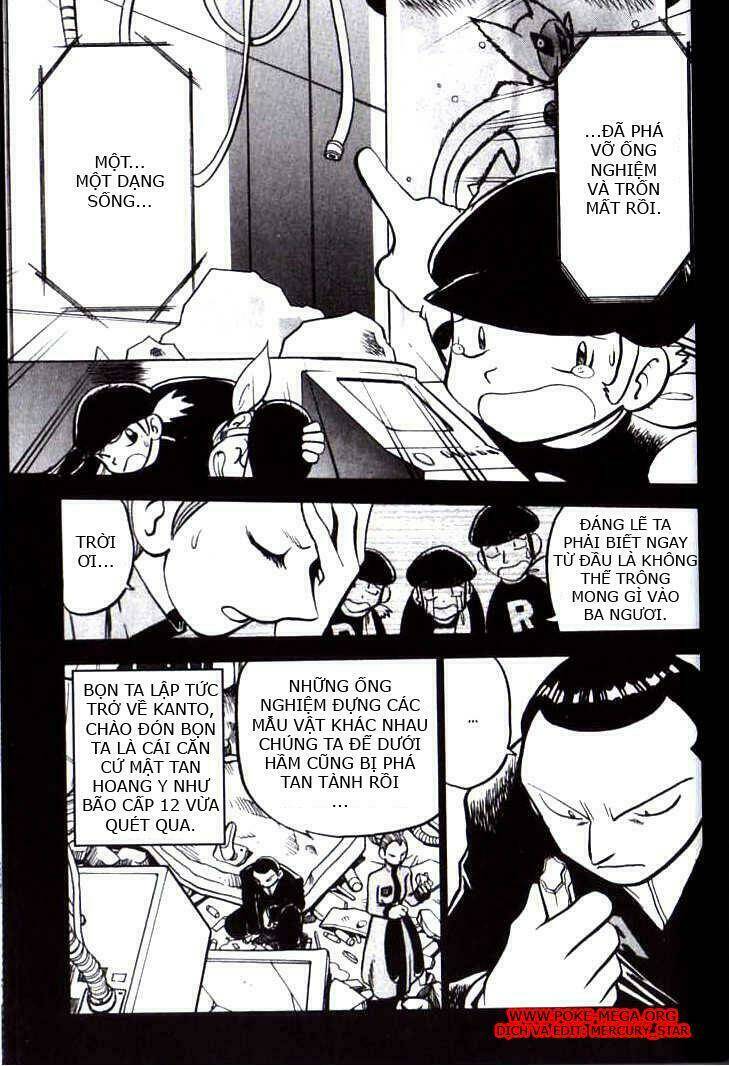 ...ĐÃ PHÁ
VỠ ỐNG
NGHIỆM
VÀ TRỐN
MẤT RỒI.
MỘT...
MỘT DẠNG
SỐNG...
ĐÁNG LẼ TA
PHẢI BIẾT NGAY
TỪ ĐẦU LÀ KHÔNG
THỂ TRÔNG
MONG GÌ VÀO
BA NGƯƠI.
R
TRỜI
ƠI...
...
NHỮNG ỐNG
NGHIỆM ĐỰNG CÁC
MẪU VẬT KHÁC NHAU
CHÚNG TA ĐỂ DƯỚI
HẦM CŨNG BỊ PHÁ
TAN TÀNH RỒI
...
BỌN TA LẬP TỨC
TRỞ VỀ KANTO,
CHÀO ĐÓN BỌN
TA LÀ CÁI CĂN
CỨ MẬT TAN
HOANG Y NHƯ
BÃO CẤP 12 VỪA
QUÉT QUA.
WWW.POKE-MEGA.ORG
DỊCH VÀ EDIT: MERCURY_STAR